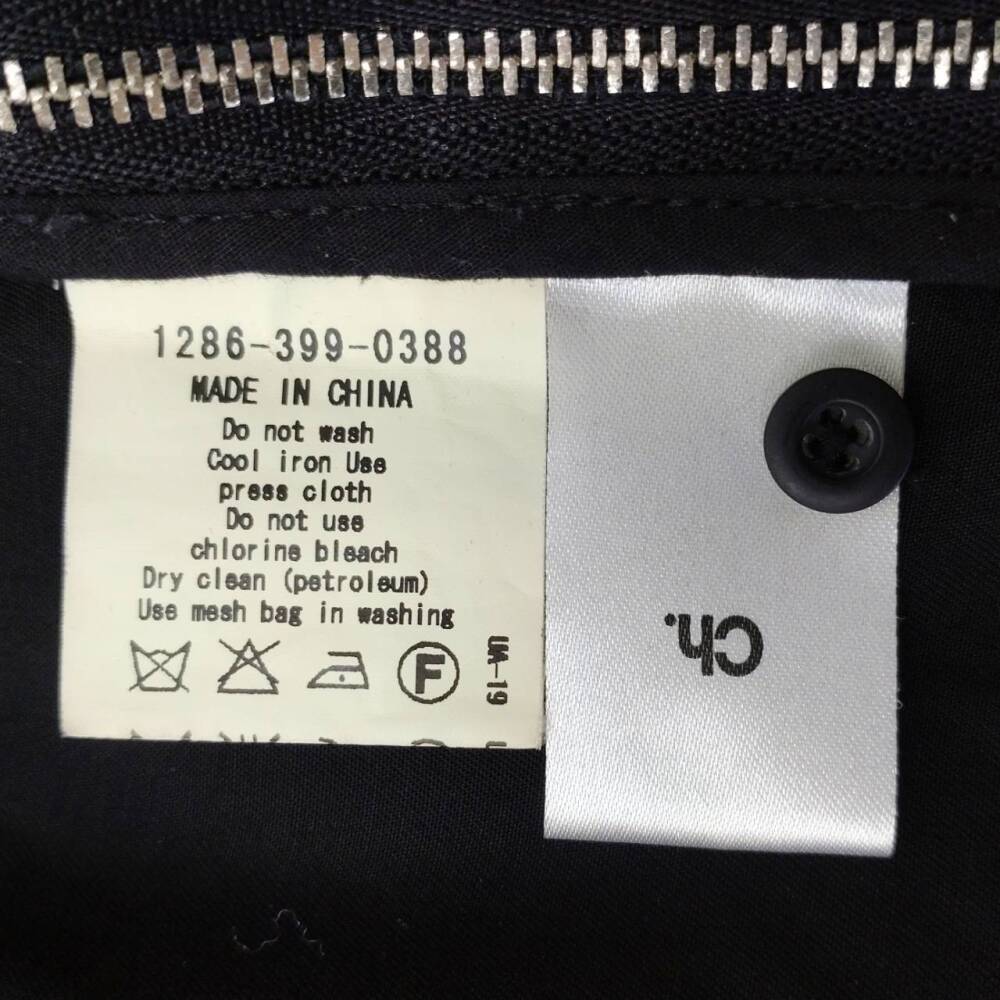 1286-399-0388
MADE IN CHINA
Do not wash
Cool iron Use
press cloth
Do not use
chlorine bleach
Dry clean (petroleum)
Use mesh bag in washing
F
UA-19
Ch.